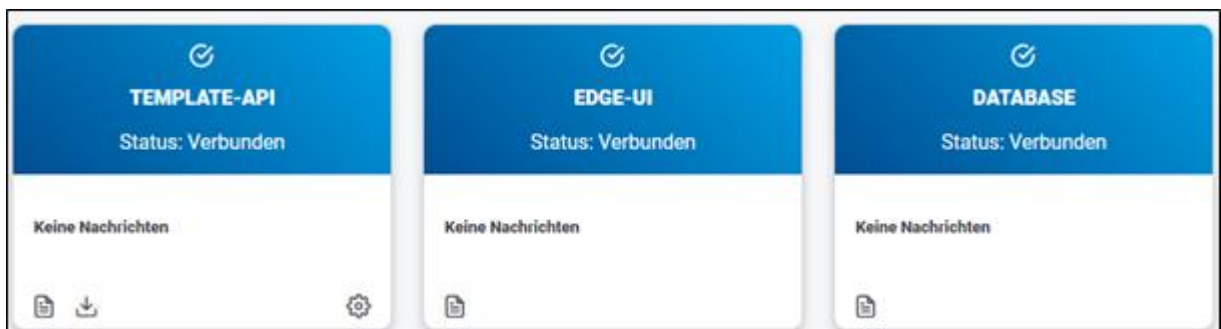 TEMPLATE-API
Status: Verbunden
Keine Nachrichten
EDGE-UI
Status: Verbunden
Keine Nachrichten
DATABASE
Status: Verbunden
Keine Nachrichten